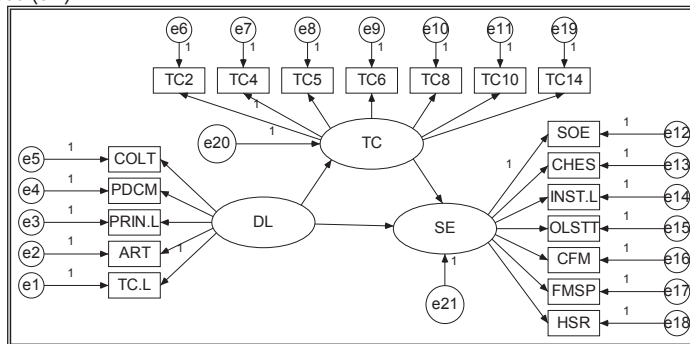 e6 e7 e8 e9 e10 e11 e19
1 1 1 1 1 1 1
TC2 TC4 TC5 TC6 TC8 TC10 TC14
1
e20 1 TC
SOE 1 e12
1
CHES 1 e13
INST.L 1 e14
OLSTT 1 e15
CFM 1 e16
FMSP 1 e17
HSR 1 e18
e5 1 COLT
e4 1 PDCM
e3 1 PRIN.L
e2 1 ART
1
e1 1 TC.L
DL
SE
1
e21